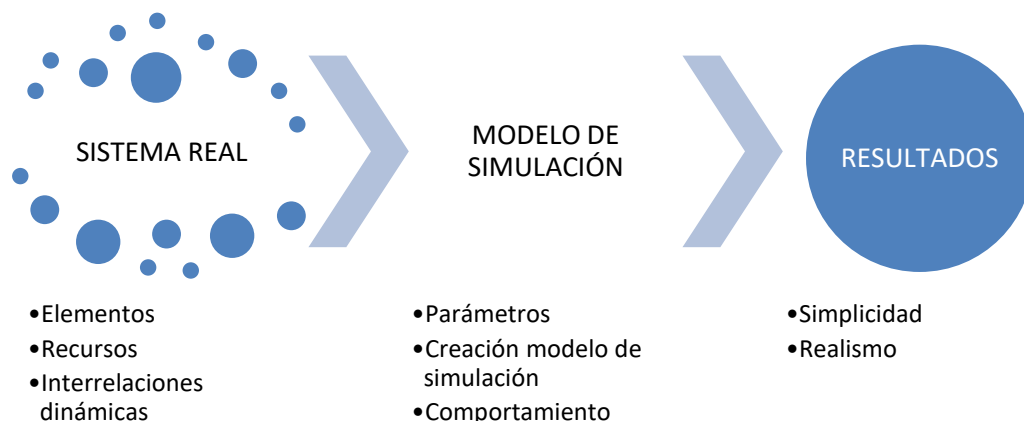 SISTEMA REAL
•Elementos
•Recursos
•Interrelaciones
dinámicas
MODELO DE
SIMULACIÓN
•Parámetros
•Creación modelo de
simulación
•Comportamiento
RESULTADOS
•Simplicidad
•Realismo